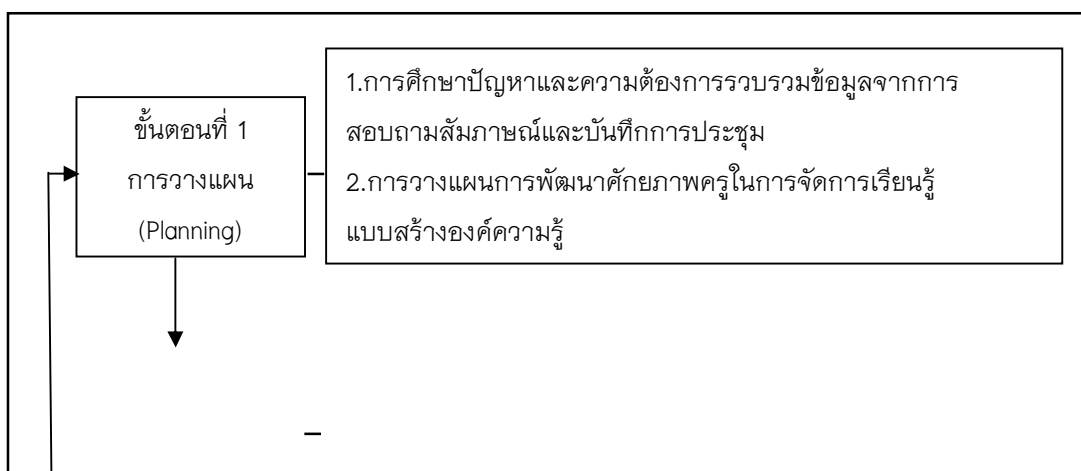 ขั้นตอนที่ 1
การวางแผน
(Planning)
1.การศึกษาปัญหาและความต้องการรวบรวมข้อมูลจากการ
สอบถามสัมภาษณ์และบันทึกการประชุม
2.การวางแผนการพัฒนาศักยภาพครูในการจัดการเรียนรู้
แบบสร้างองค์ความรู้